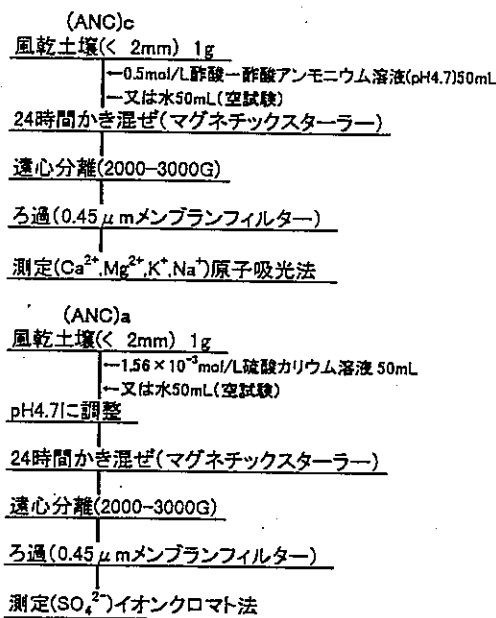 (ANC)c
風乾土壌(< 2mm) 1g
←0.5mol/L酢酸ー酢酸アンモニウム溶液(pH4.7)50mL
←又は水50mL(空試験)
24時間かき混ぜ(マグネチックスターラー)
遠心分離(2000-3000G)
ろ過(0.45μmメンブランフィルター)
測定(Ca²⁺,Mg²⁺,K⁺,Na⁺)原子吸光法
(ANC)a
風乾土壌(< 2mm) 1g
←1.56×10⁻³mol/L硫酸カリウム溶液 50mL
←又は水50mL(空試験)
pH4.7に調整
24時間かき混ぜ(マグネチックスターラー)
遠心分離(2000-3000G)
ろ過(0.45μmメンブランフィルター)
測定(SO₄²⁻)イオンクロマト法